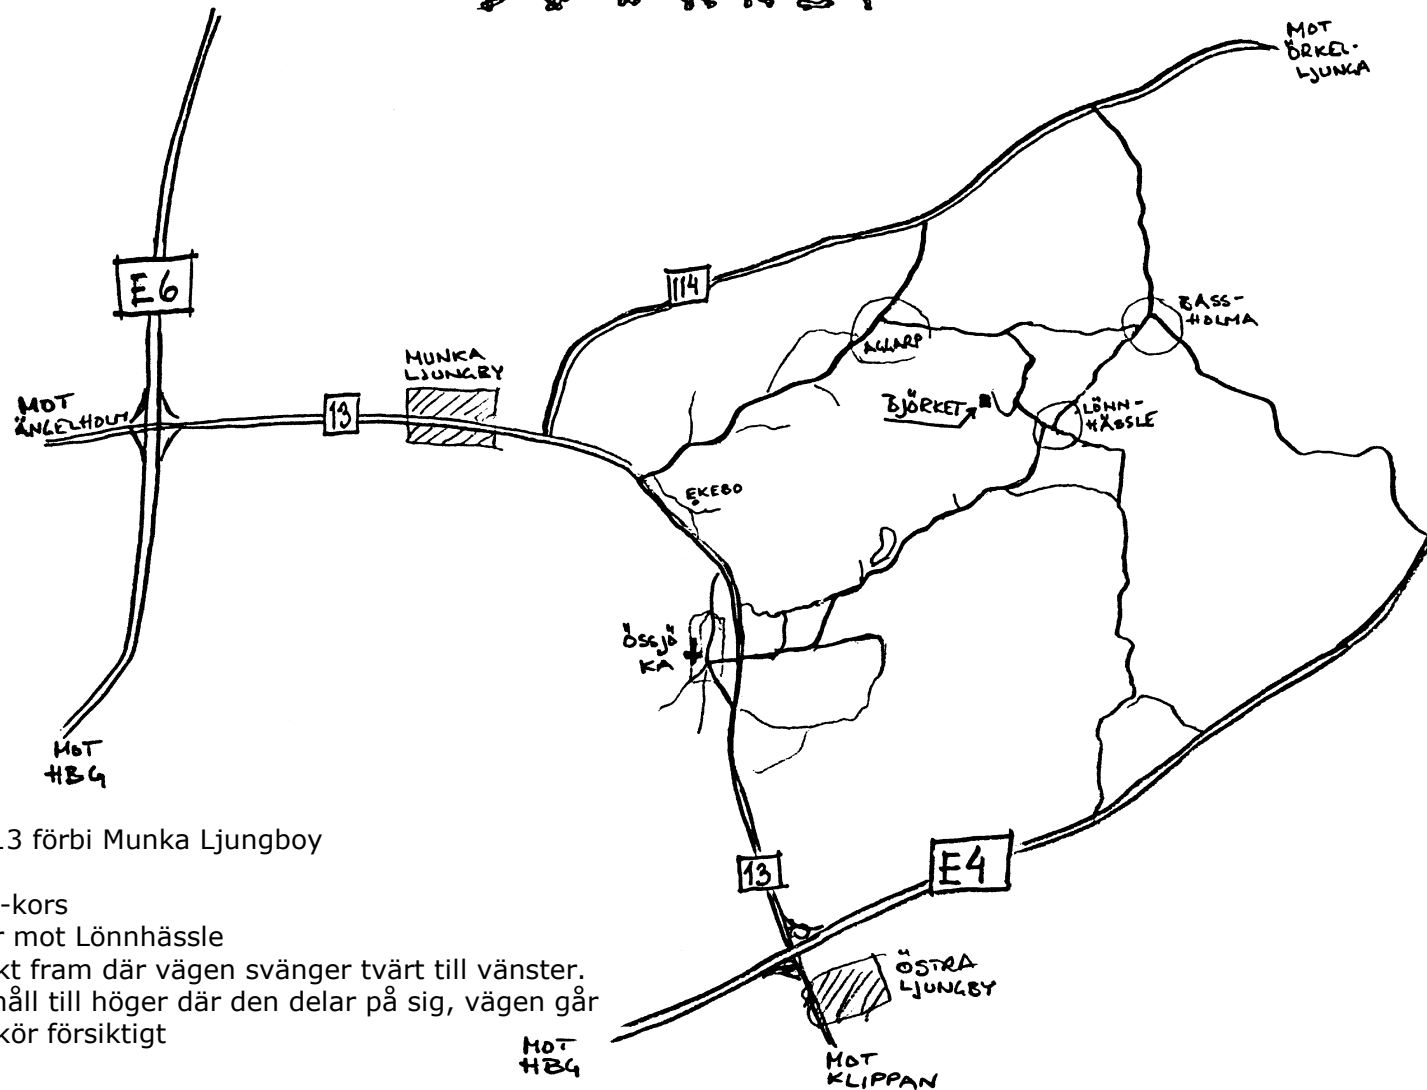 MOT
ÖRKEL-
LJUNGA
E6
114
BASS-
HOLMA
AGGARP
MUNKA
LJUNGBY
MOT
ÄNGELHOLM
13
BJÖRKET
LÖNN-
HÄSSLE
EKEBO
ÖSSJÖ
KA
MOT
HBG
13 förbi Munka Ljungboy
-kors
r mot Lönnhässle
kt fram där vägen svänger tvärt till vänster.
håll till höger där den delar på sig, vägen går
kör försiktigt
13
E4
ÖSTRA
LJUNGBY
MOT
HBG
MOT
KLIPPAN